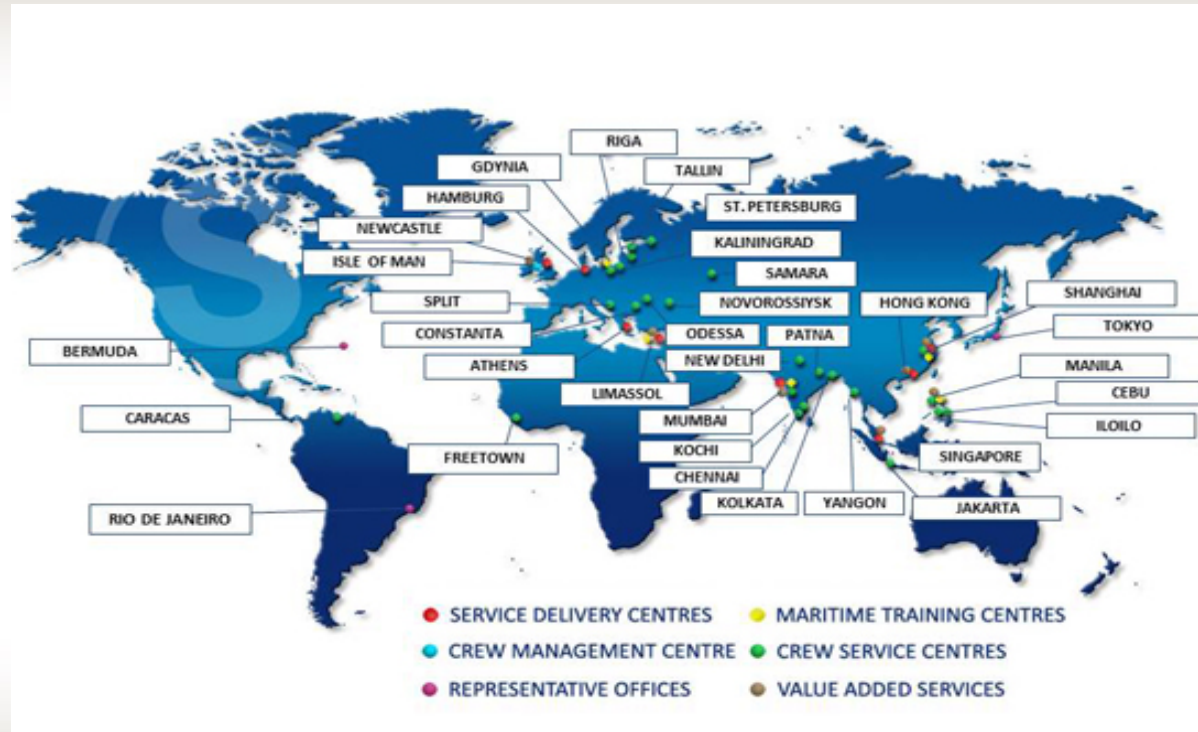 RIGA
GDYNIA
TALLIN
HAMBURG
ST. PETERSBURG
NEWCASTLE
KALININGRAD
ISLE OF MAN
SAMARA
SPLIT
NOVOROSSIYSK
HONG KONG
SHANGHAI
CONSTANTA
ODESSA
PATNA
TOKYO
BERMUDA
ATHENS
NEW DELHI
MANILA
LIMASSOL
CEBU
CARACAS
MUMBAI
ILOILO
KOCHI
FREETOWN
SINGAPORE
CHENNAI
KOLKATA
YANGON
JAKARTA
RIO DE JANEIRO
S
SERVICE DELIVERY CENTRES
MARITIME TRAINING CENTRES
CREW MANAGEMENT CENTRE
CREW SERVICE CENTRES
REPRESENTATIVE OFFICES
VALUE ADDED SERVICES